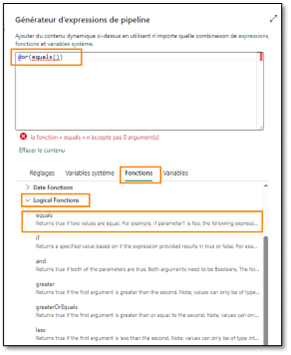 Générateur d'expressions de pipeline
Ajouter du contenu dynamique ci-dessus en utilisant n'importe quelle combinaison de expressions,
fonctions et variables système.
@or(equals())
la fonction « equals » n'accepte pas 0 argument(s)
Effacer le contenu
Réglages Variables système Fonctions Variables
Date Functions
Logical Functions
equals
Returns true if two values are equal. For example, if parameter1 is foo, the following expressi...
if
Returns a specified value based on if the expression provided results in true or false. For exa...
and
Returns true if both of the parameters are true. Both arguments need to be Booleans. The fol...
greater
Returns true if the first argument is greater than the second. Note, values can only be of type...
greaterOrEquals
Returns true if the first argument is greater than or equal to the second. Note, values can onl...
less
Returns true if the first argument is less than the second. Note, values can only be of type int...